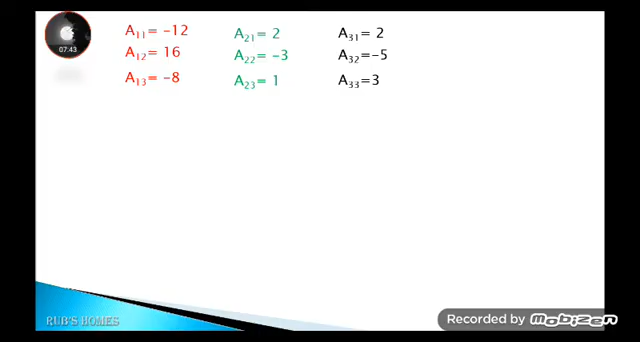 07:43
A₁₁= -12 A₂₁= 2 A₃₁= 2
A₁₂= 16 A₂₂= -3 A₃₂=-5
A₁₃= -8 A₂₃= 1 A₃₃=3
RUB'S HOMES
Recorded by Mobizen